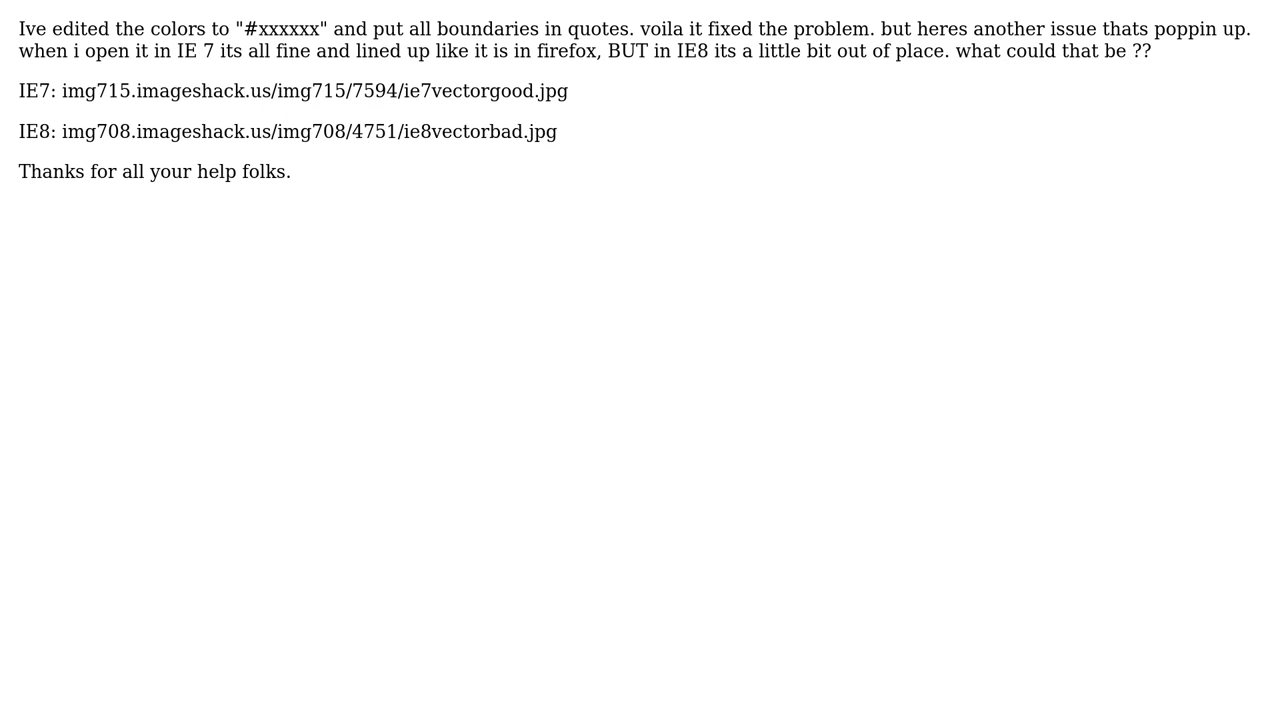 Ive edited the colors to "#xxxxxx" and put all boundaries in quotes. voila it fixed the problem. but heres another issue thats poppin up.
when i open it in IE 7 its all fine and lined up like it is in firefox, BUT in IE8 its a little bit out of place. what could that be ??
IE7: img715.imageshack.us/img715/7594/ie7vectorgood.jpg
IE8: img708.imageshack.us/img708/4751/ie8vectorbad.jpg
Thanks for all your help folks.